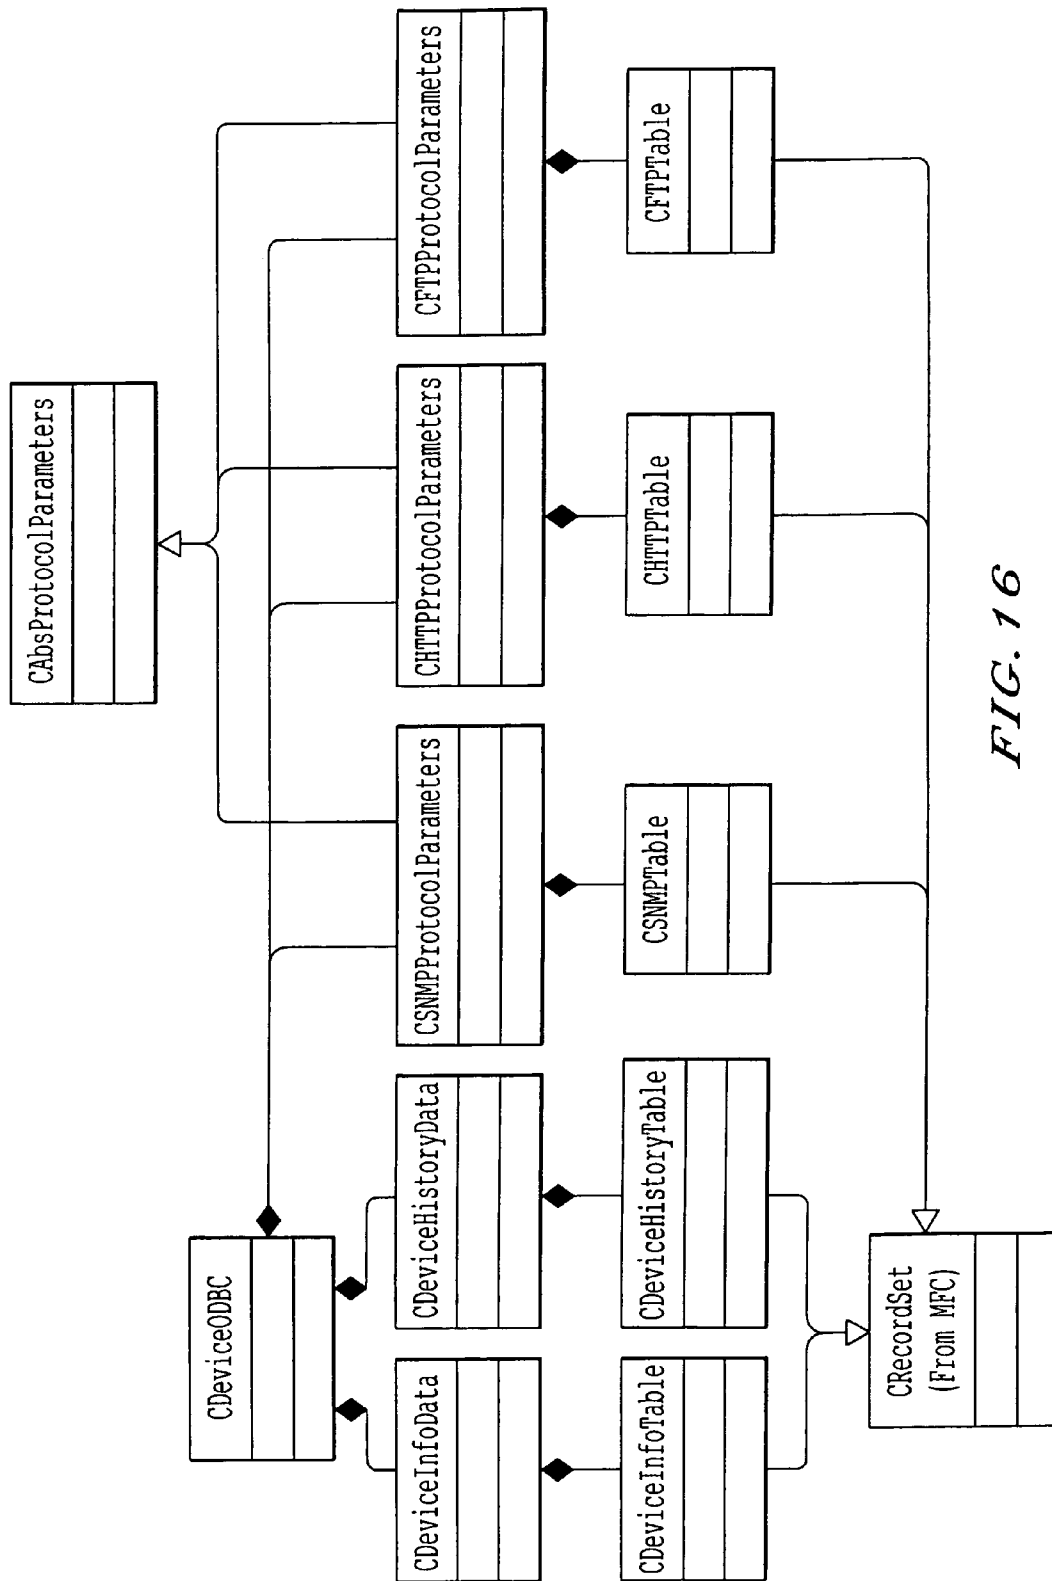 CAbsProtocolParameters
CDeviceODBC
CDeviceInfoData
CDeviceHistoryData
CSNMPProtocolParameters
CHTTPProtocolParameters
CFTPProtocolParameters
CDeviceInfoTable
CDeviceHistoryTable
CSNMPTable
CHTTPTable
CFTPTable
CRecordSet
(From MFC)
FIG. 16